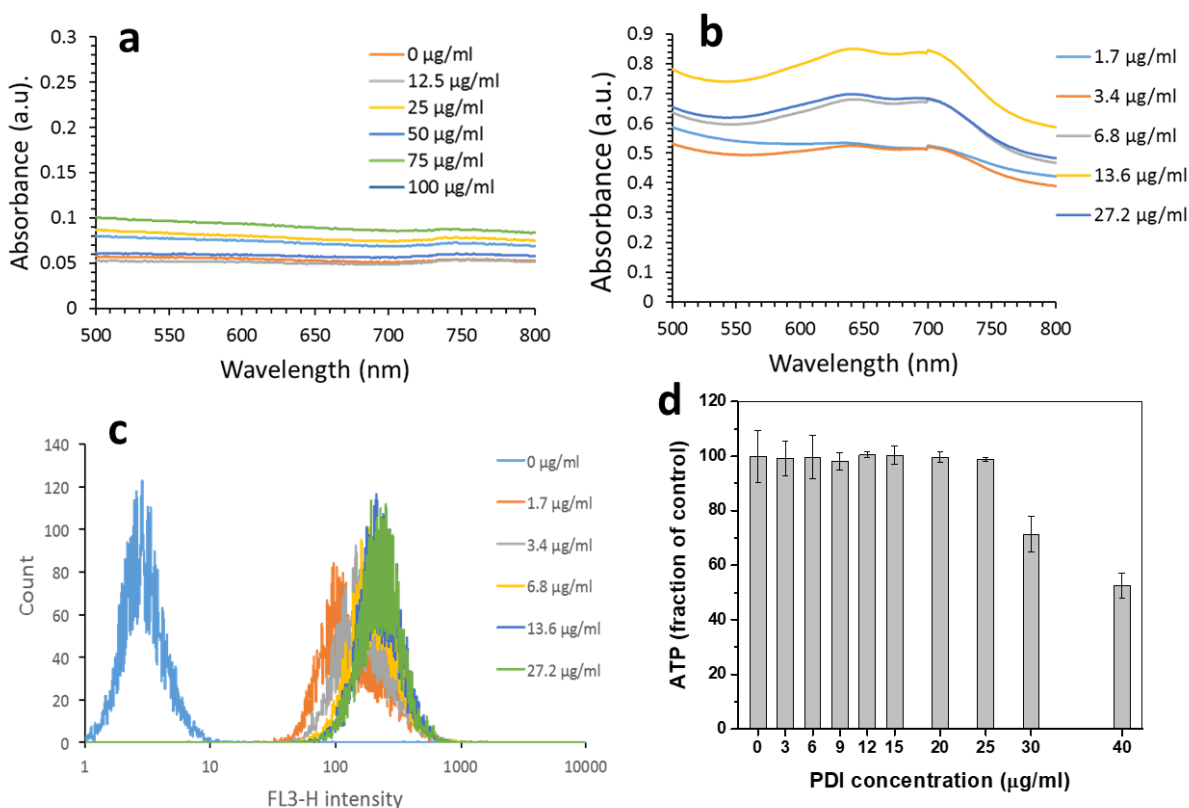 a
Absorbance (a.u).
0.3
0.25
0.2
0.15
0.1
0.05
0
500 550 600 650 700 750 800
Wavelength (nm)
0 µg/ml
12.5 µg/ml
25 µg/ml
50 µg/ml
75 µg/ml
100 µg/ml
b
Absorbance (a.u.)
0.9
0.8
0.7
0.6
0.5
0.4
0.3
0.2
0.1
0
500 550 600 650 700 750 800
Wavelength (nm)
1.7 µg/ml
3.4 µg/ml
6.8 µg/ml
13.6 µg/ml
27.2 µg/ml
c
Count
140
120
100
80
60
40
20
0
1 10 100 1000 10000
FL3-H intensity
0 µg/ml
1.7 µg/ml
3.4 µg/ml
6.8 µg/ml
13.6 µg/ml
27.2 µg/ml
d
ATP (fraction of control)
120
100
80
60
40
20
0
0 3 6 9 12 15 20 25 30 40
PDI concentration (µg/ml)